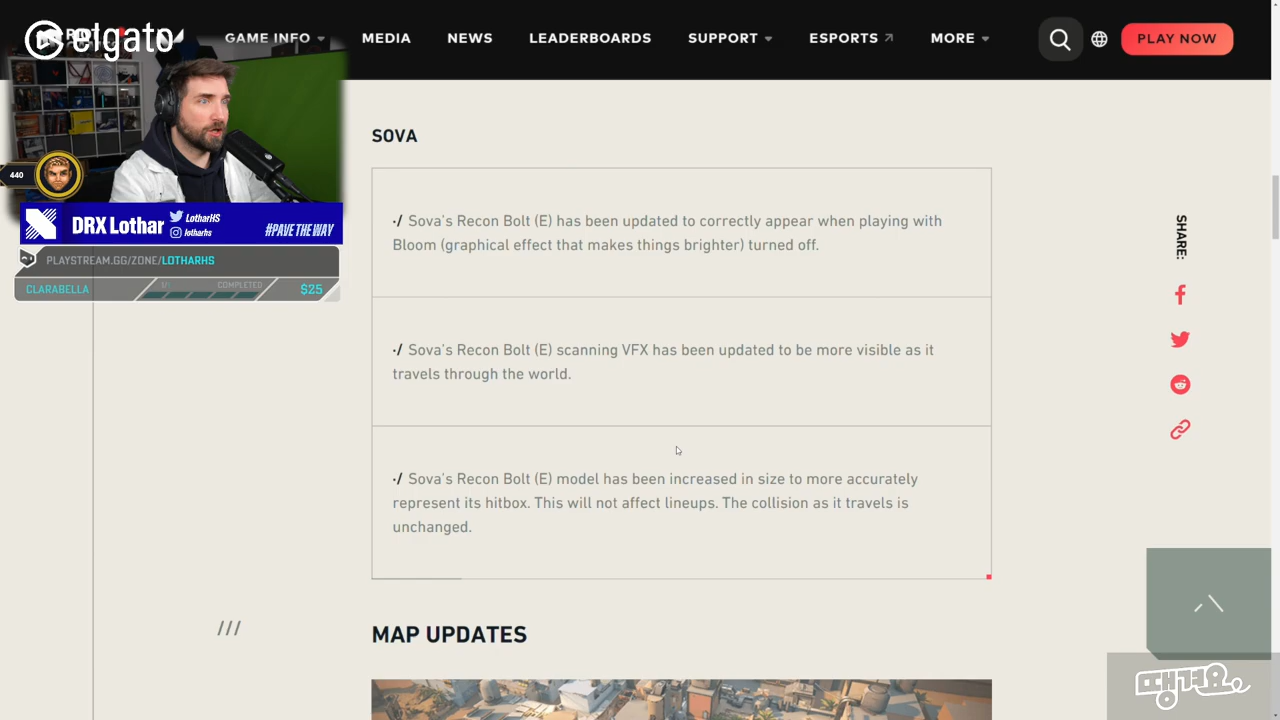 elgato
GAME INFO
MEDIA
NEWS
LEADERBOARDS
SUPPORT
ESPORTS
MORE
PLAY NOW
440
DRX Lothar
LotharHS
lotharhs
#PAVE THE WAY
PLAYSTREAM.GG/ZONE/LOTHARHS
CLARABELLA
1/1
COMPLETED
$25
SOVA
·/ Sova's Recon Bolt (E) has been updated to correctly appear when playing with
Bloom (graphical effect that makes things brighter) turned off.
·/ Sova's Recon Bolt (E) scanning VFX has been updated to be more visible as it
travels through the world.
·/ Sova's Recon Bolt (E) model has been increased in size to more accurately
represent its hitbox. This will not affect lineups. The collision as it travels is
unchanged.
SHARE:
///
MAP UPDATES